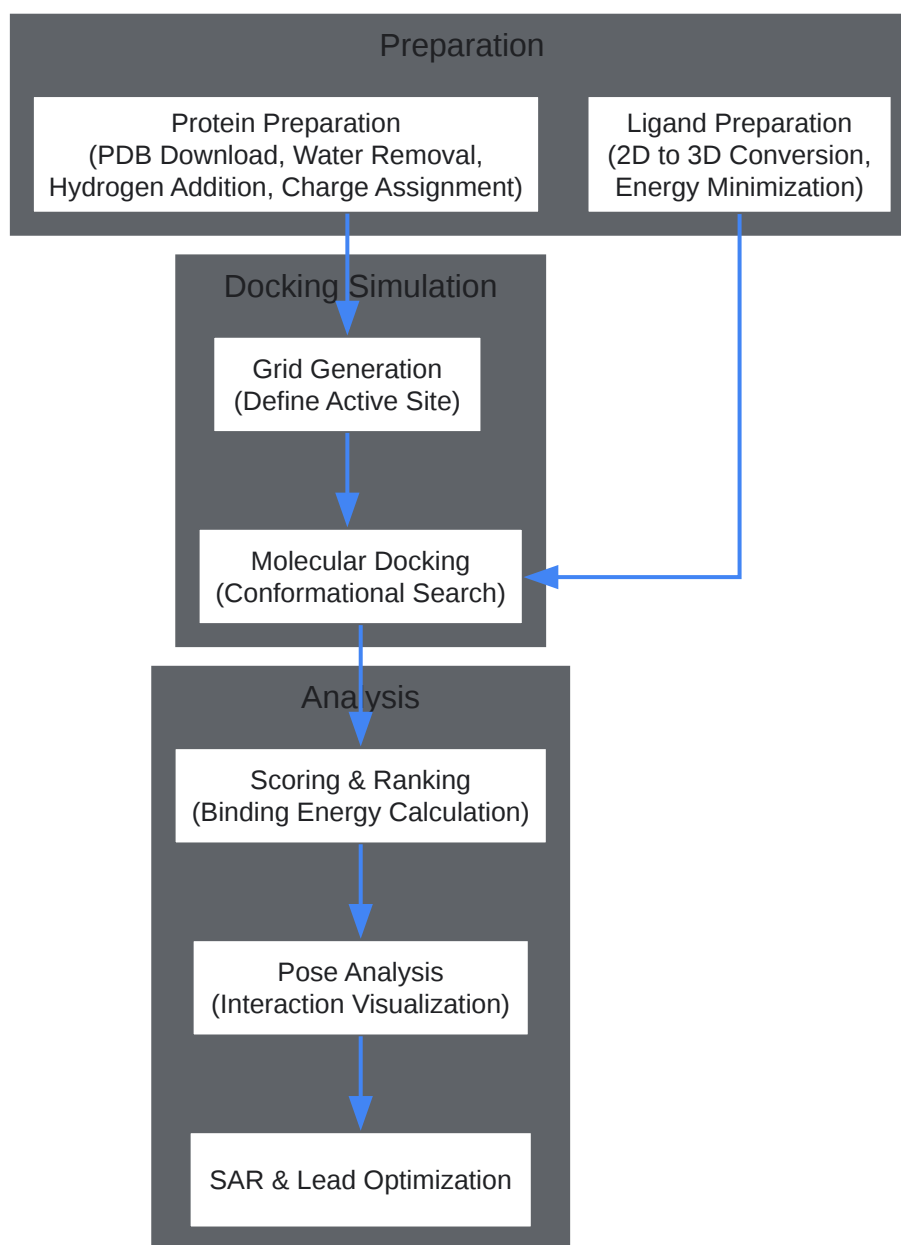 Preparation
Protein Preparation
(PDB Download, Water Removal,
Hydrogen Addition, Charge Assignment)
Ligand Preparation
(2D to 3D Conversion,
Energy Minimization)
Docking Simulation
Grid Generation
(Define Active Site)
Molecular Docking
(Conformational Search)
Analysis
Scoring & Ranking
(Binding Energy Calculation)
Pose Analysis
(Interaction Visualization)
SAR & Lead Optimization